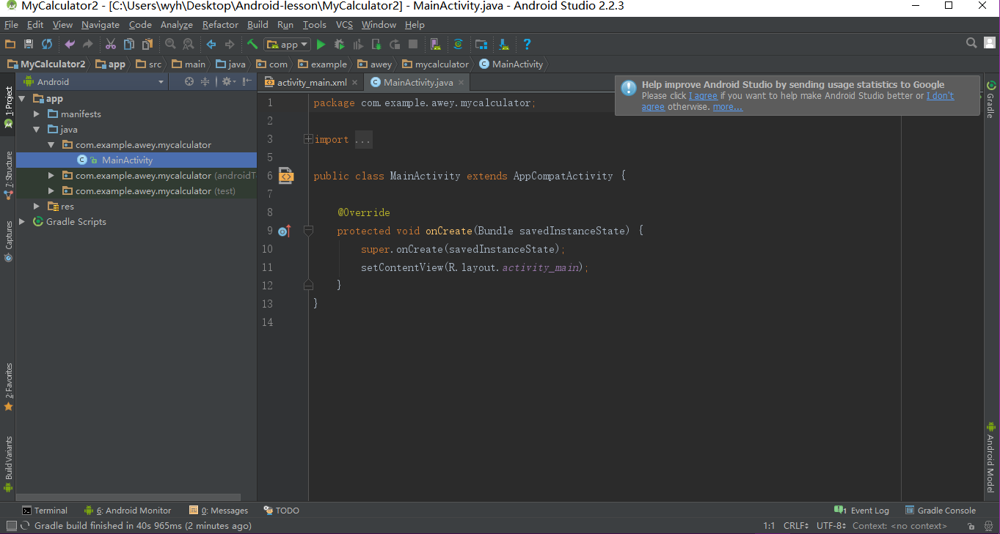 MyCalculator2 - [C:\Users\wyh\Desktop\Android-lesson\MyCalculator2] - MainActivity.java - Android Studio 2.2.3
File Edit View Navigate Code Analyze Refactor Build Run Tools VCS Window Help
app
MyCalculator2 app src main java com example awey mycalculator MainActivity
Android
activity_main.xml MainActivity.java
Help improve Android Studio by sending usage statistics to Google
Please click I agree if you want to help make Android Studio better or I don't
agree otherwise. more...
1: Project
7: Structure
Captures
2: Favorites
Build Variants
app
manifests
java
com.example.awey.mycalculator
MainActivity
com.example.awey.mycalculator (androidT
com.example.awey.mycalculator (test)
res
Gradle Scripts
1 package com.example.awey.mycalculator;
2
3 import ...
5
6 public class MainActivity extends AppCompatActivity {
7
8 @Override
9 protected void onCreate(Bundle savedInstanceState) {
10 super.onCreate(savedInstanceState);
11 setContentView(R.layout.activity_main);
12 }
13 }
14
Gradle
Android Model
Terminal 6: Android Monitor 0: Messages TODO 1 Event Log Gradle Console
Gradle build finished in 40s 965ms (2 minutes ago) 1:1 CRLF UTF-8 Context: <no context>